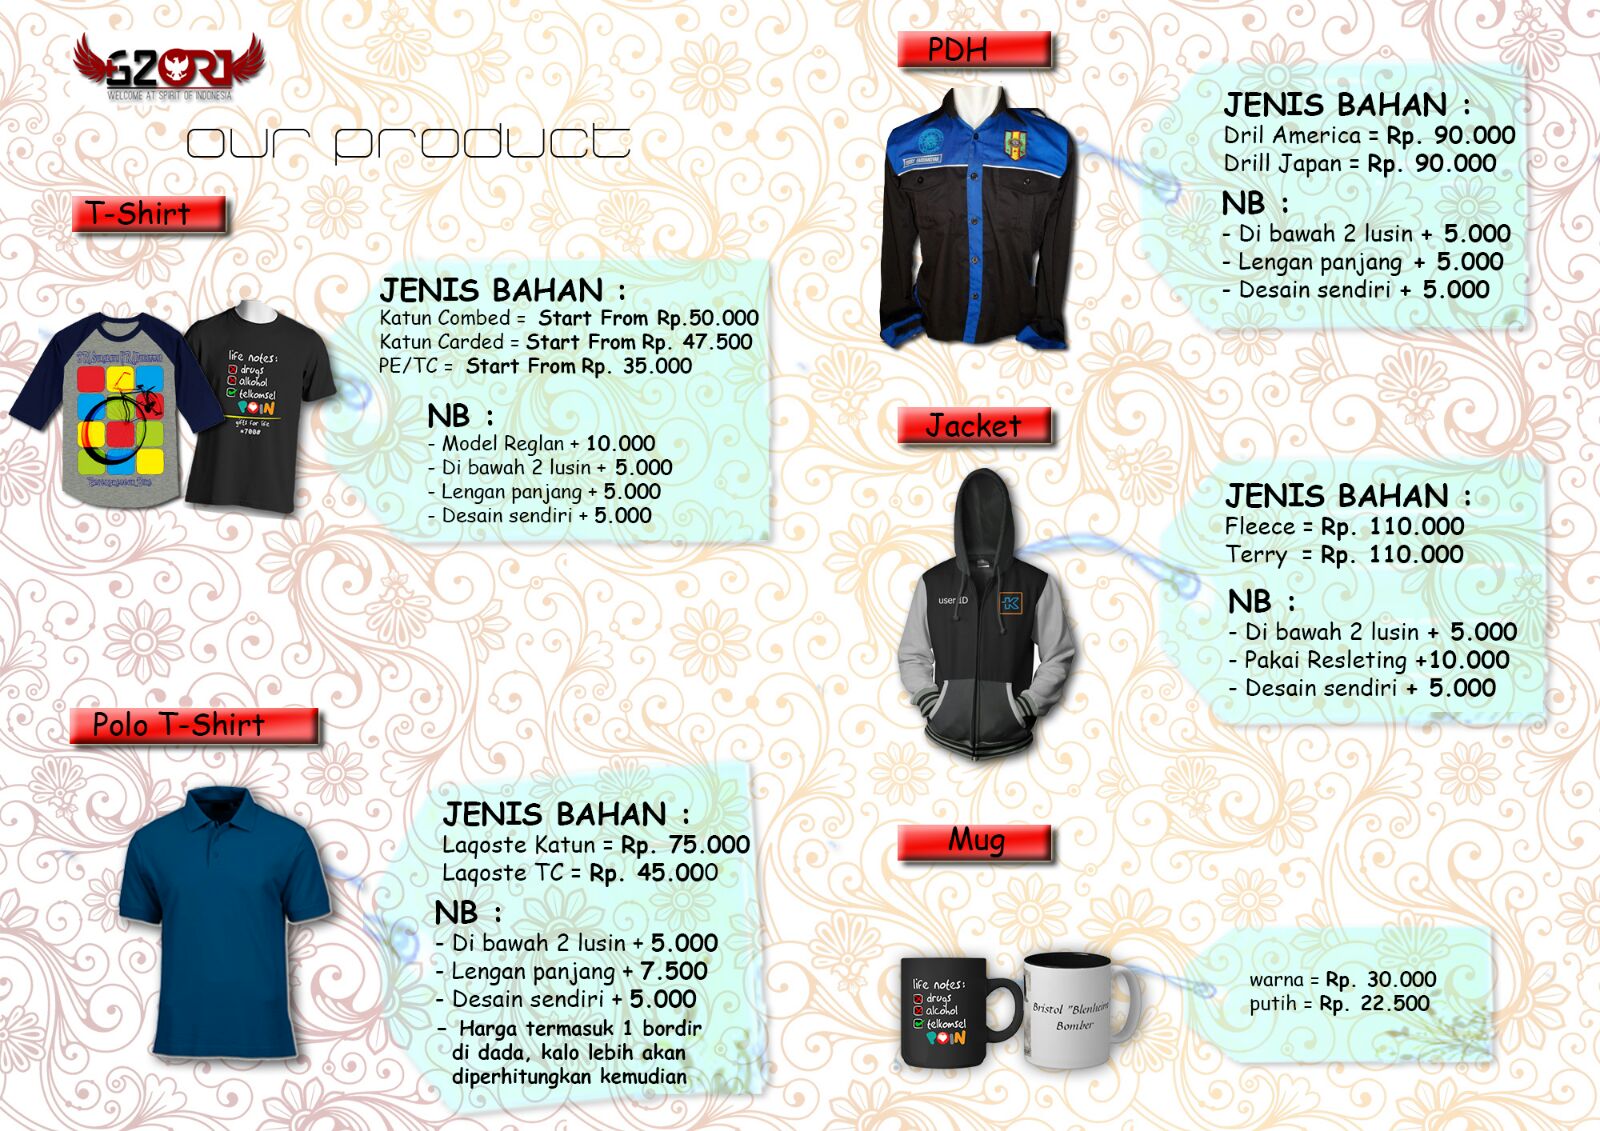 +62ORI
WELCOME AT SPIRIT OF INDONESIA
our product
T-Shirt
life notes:
drugs
alkohol
telkomsel
POIN
gifts for life
*700#
JENIS BAHAN :
Katun Combed = Start From Rp.50.000
Katun Carded = Start From Rp. 47.500
PE/TC = Start From Rp. 35.000
NB :
- Model Reglan + 10.000
- Di bawah 2 lusin + 5.000
- Lengan panjang + 5.000
- Desain sendiri + 5.000
Polo T-Shirt
JENIS BAHAN :
Laqoste Katun = Rp. 75.000
Laqoste TC = Rp. 45.000
NB :
- Di bawah 2 lusin + 5.000
- Lengan panjang + 7.500
- Desain sendiri + 5.000
- Harga termasuk 1 bordir
di dada, kalo lebih akan
diperhitungkan kemudian
PDH
JENIS BAHAN :
Dril America = Rp. 90.000
Drill Japan = Rp. 90.000
NB :
- Di bawah 2 lusin + 5.000
- Lengan panjang + 5.000
- Desain sendiri + 5.000
Jacket
user ID
K
JENIS BAHAN :
Fleece = Rp. 110.000
Terry = Rp. 110.000
NB :
- Di bawah 2 lusin + 5.000
- Pakai Resleting +10.000
- Desain sendiri + 5.000
Mug
life notes:
drugs
alcohol
telkomsel
POIN
Bristol "Blenheim
Bomber
warna = Rp. 30.000
putih = Rp. 22.500